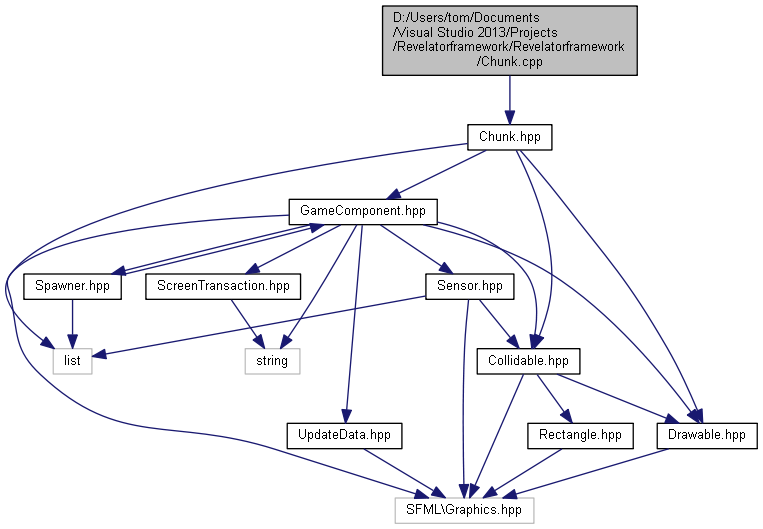 D:/Users/tom/Documents
/Visual Studio 2013/Projects
/Revelatorframework/Revelatorframework
/Chunk.cpp
Chunk.hpp
GameComponent.hpp
Spawner.hpp
ScreenTransaction.hpp
Sensor.hpp
list
string
Collidable.hpp
UpdateData.hpp
Rectangle.hpp
Drawable.hpp
SFML\Graphics.hpp